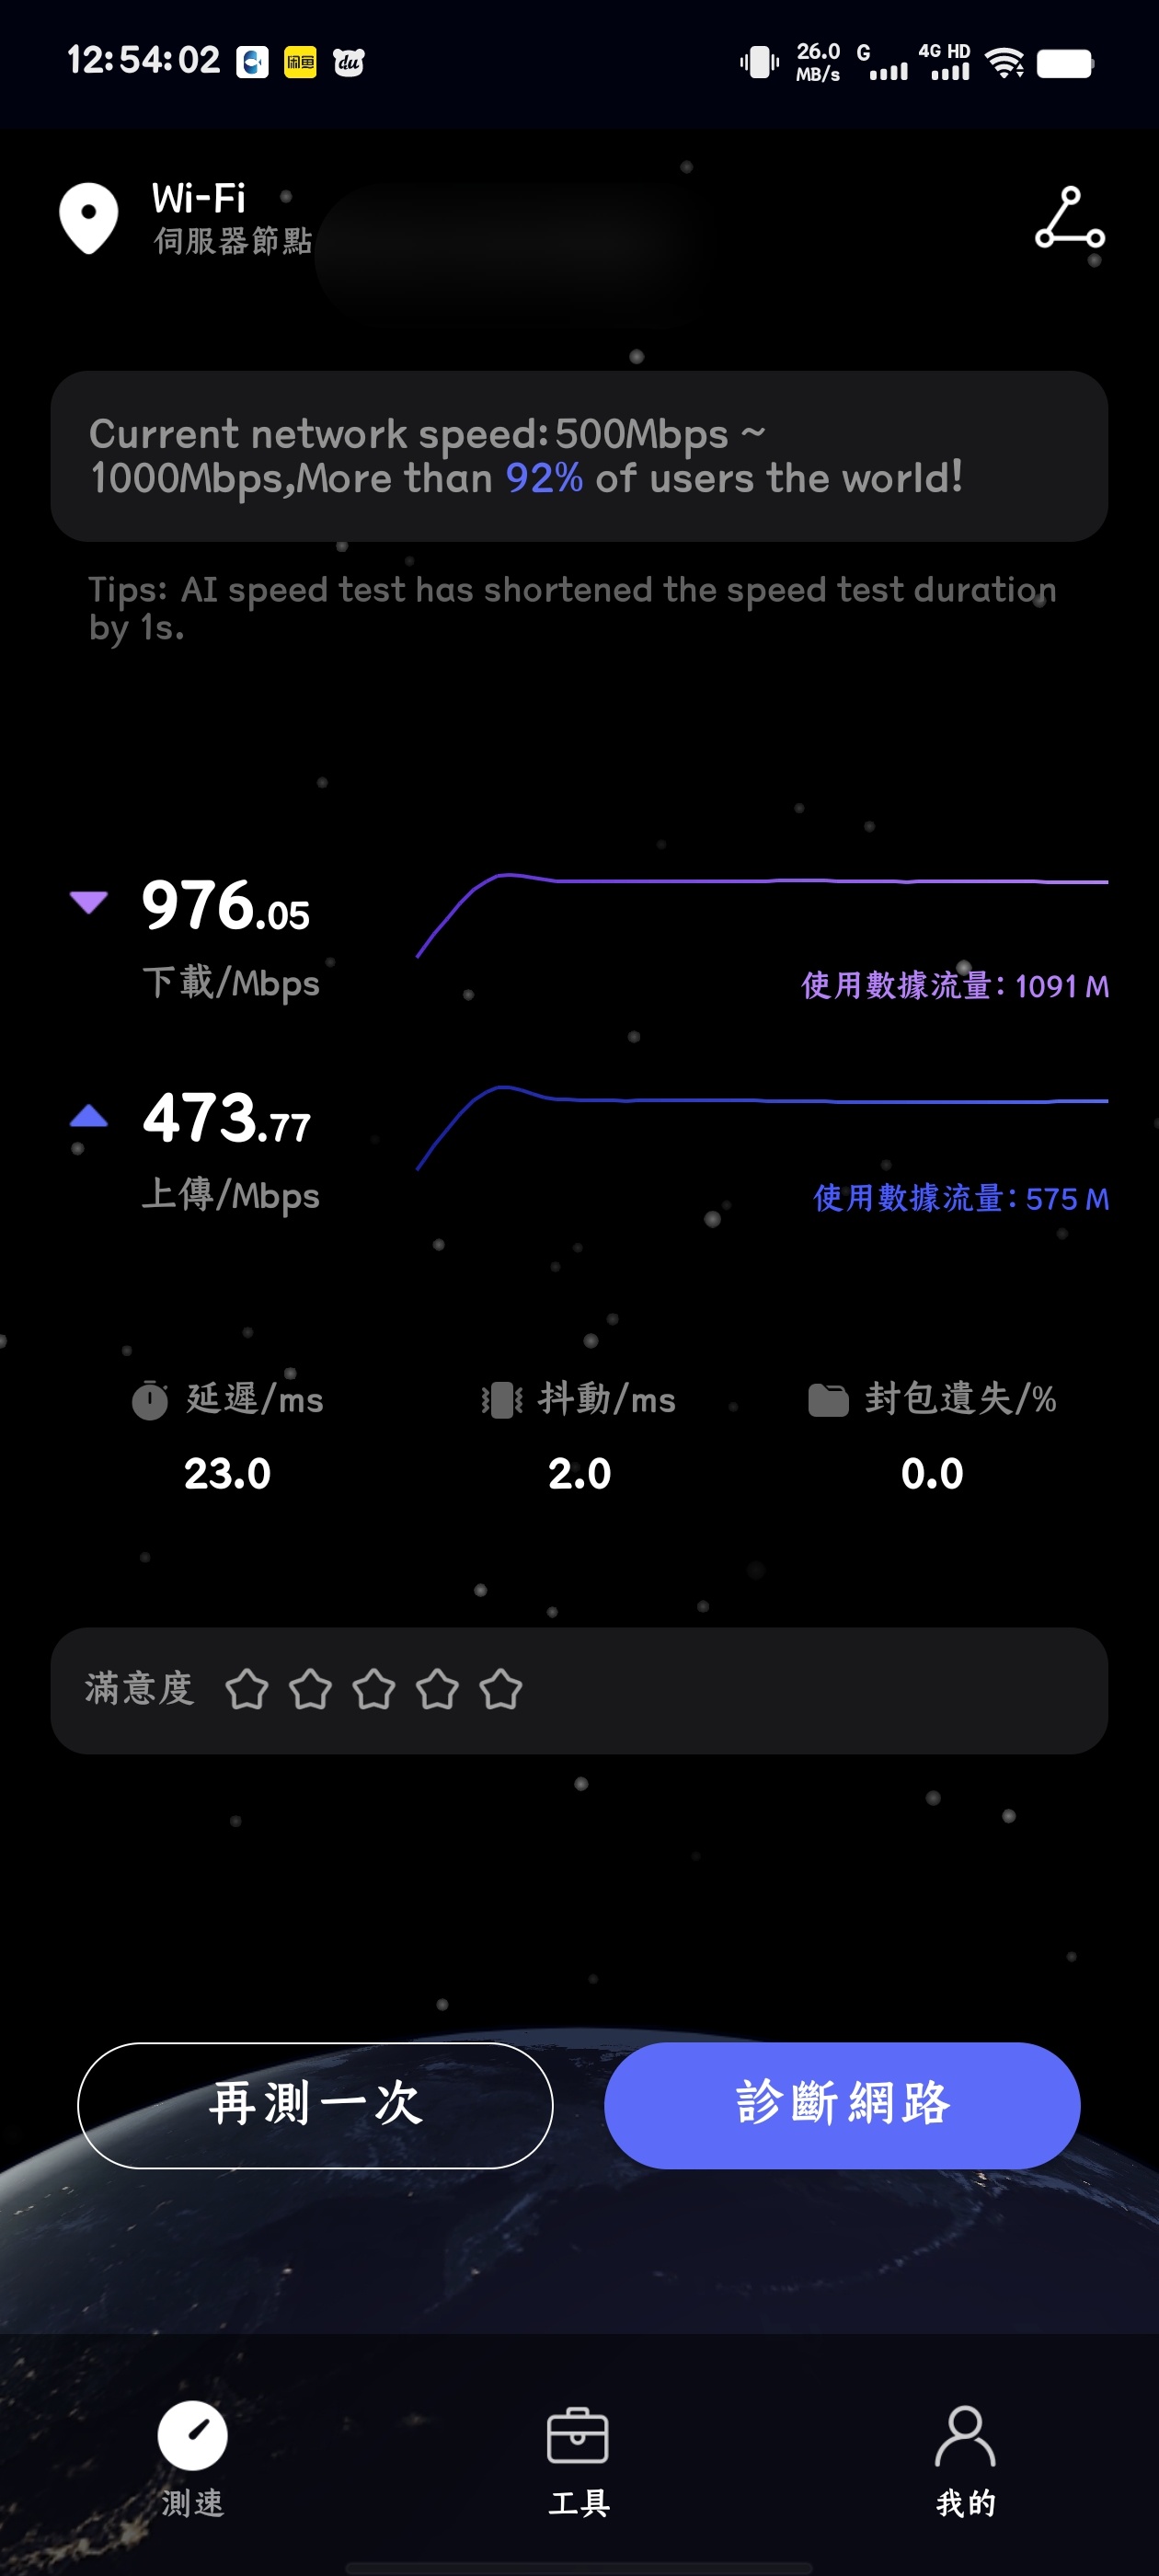 12:54:02 闲鱼 du 26.0 MB/s G 4G HD
Wi-Fi
伺服器節點
Current network speed:500Mbps ~
1000Mbps,More than 92% of users the world!
Tips: AI speed test has shortened the speed test duration
by 1s.
976.05
下載/Mbps
使用數據流量:1091 M
473.77
上傳/Mbps
使用數據流量:575 M
延遲/ms 抖動/ms 封包遺失/%
23.0 2.0 0.0
滿意度
再測一次 診斷網路
測速 工具 我的